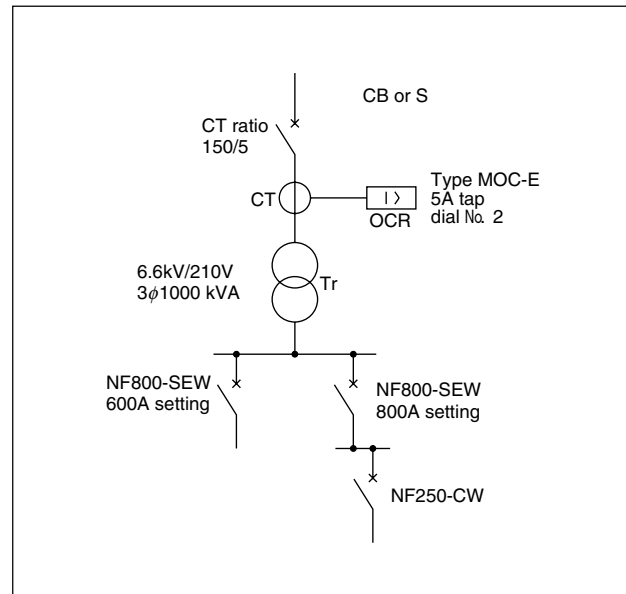 CB or S
CT ratio
150/5
CT
I >
OCR
Type MOC-E
5A tap
dial No. 2
6.6kV/210V
3φ1000 kVA
Tr
NF800-SEW
600A setting
NF800-SEW
800A setting
NF250-CW